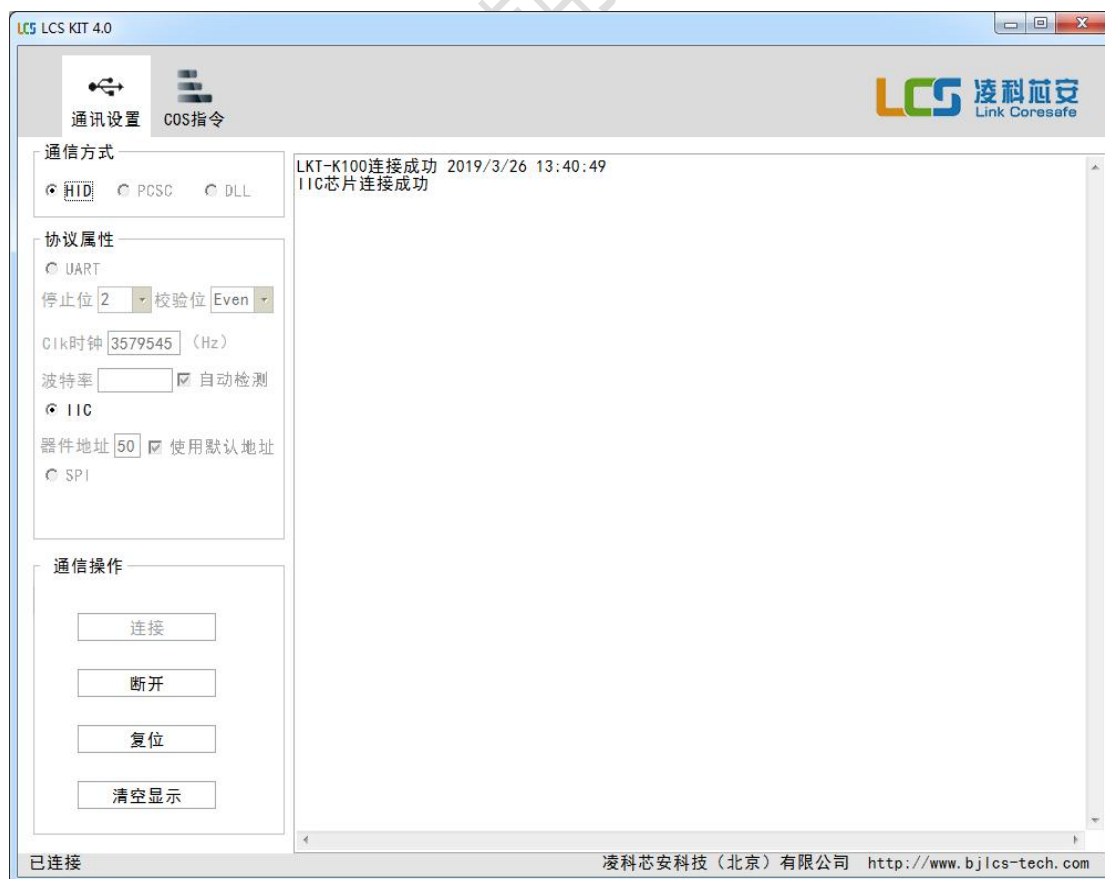 LCS LCS KIT 4.0
通讯设置 COS指令
LCS 凌科芯安
Link Coresafe
通信方式
HID PCSC DLL
协议属性
UART
停止位 2 校验位 Even
Clk时钟 3579545 (Hz)
波特率 自动检测
IIC
器件地址 50 使用默认地址
SPI
通信操作
连接
断开
复位
清空显示
LKT-K100连接成功 2019/3/26 13:40:49
IIC芯片连接成功
已连接 凌科芯安科技（北京）有限公司 http://www.bjlcs-tech.com